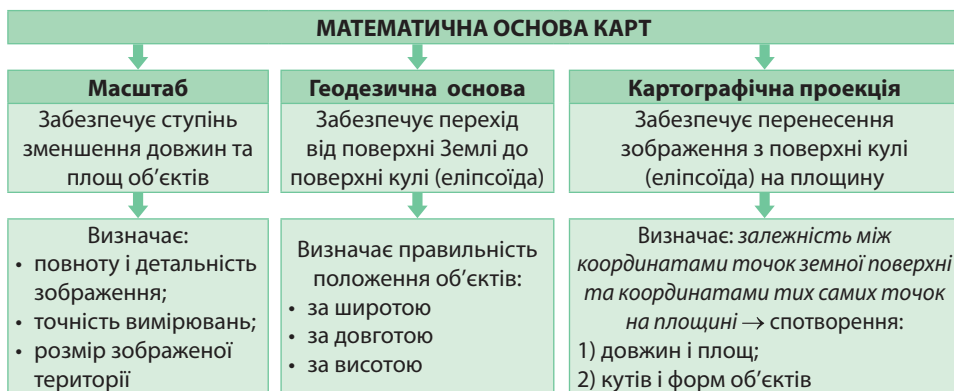 МАТЕМАТИЧНА ОСНОВА КАРТ
Масштаб
Забезпечує ступінь
зменшення довжин та
площ об’єктів
Визначає:
• повноту і детальність
зображення;
• точність вимірювань;
• розмір зображеної
території
Геодезична основа
Забезпечує перехід
від поверхні Землі до
поверхні кулі (еліпсоїда)
Визначає правильність
положення об’єктів:
• за широтою
• за довготою
• за висотою
Картографічна проекція
Забезпечує перенесення
зображення з поверхні кулі
(еліпсоїда) на площину
Визначає: залежність між
координатами точок земної поверхні
та координатами тих самих точок
на площині → спотворення:
1) довжин і площ;
2) кутів і форм об’єктів